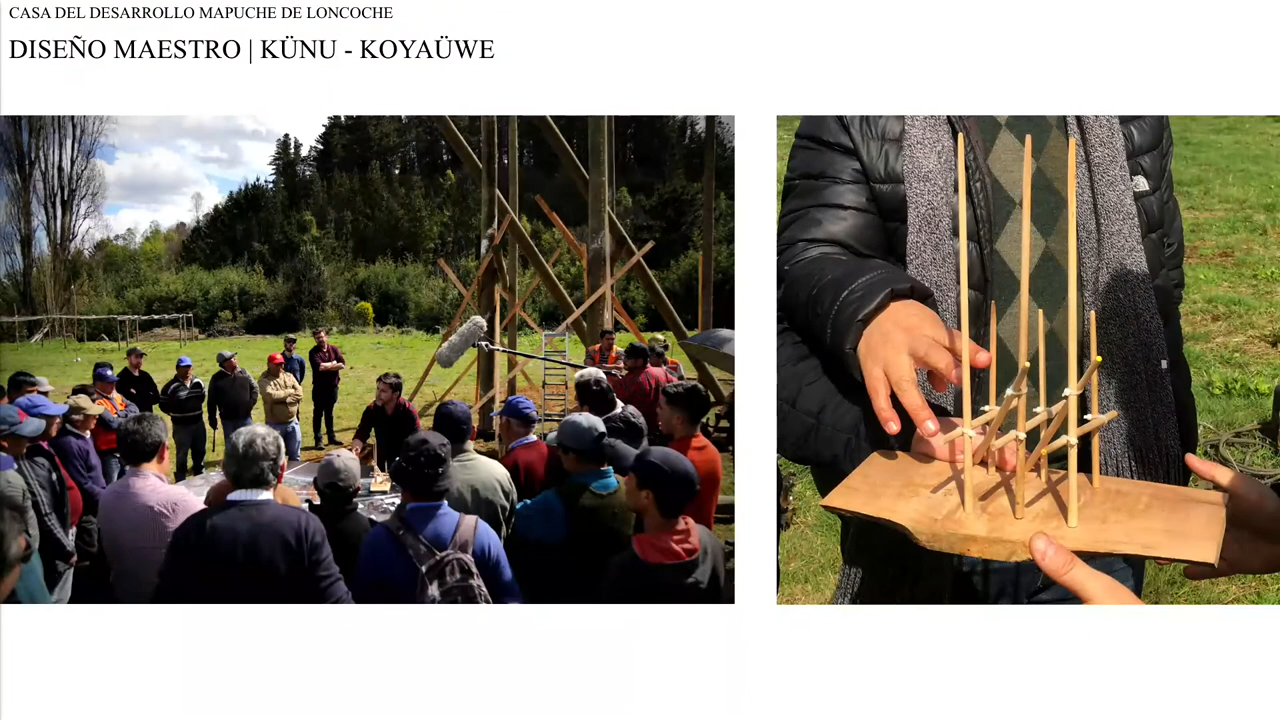 CASA DEL DESARROLLO MAPUCHE DE LONCOCHE
DISEÑO MAESTRO | KÜNU - KOYAÜWE